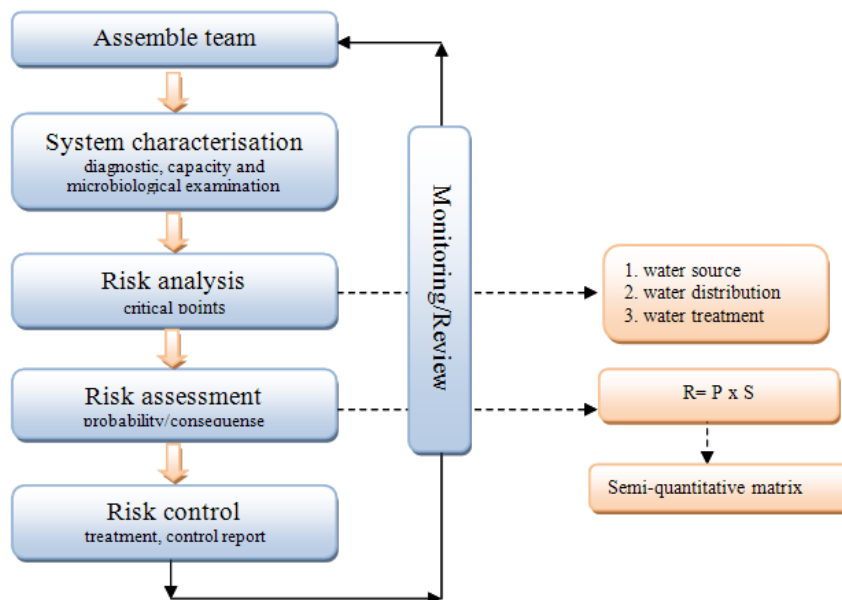 Assemble team
System characterisation
diagnostic, capacity and
microbiological examination
Risk analysis
critical points
Risk assessment
probability/consequense
Risk control
treatment, control report
Monitoring/Review
1. water source
2. water distribution
3. water treatment
R= P x S
Semi-quantitative matrix